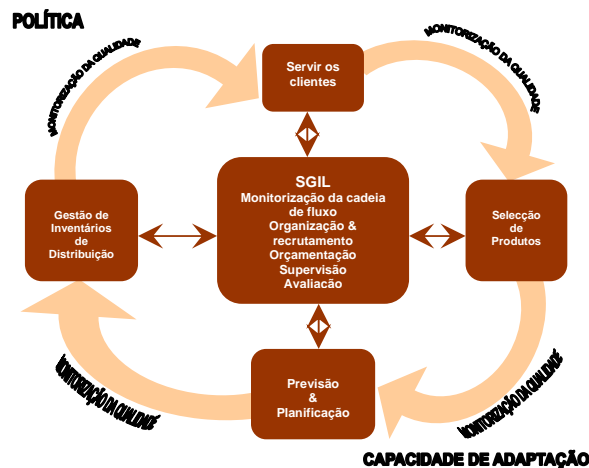 POLÍTICA
MONITORIZAÇÃO DA QUALIDADE
Servir os
clientes
MONITORIZAÇÃO DA QUALIDADE
SGIL
Monitorização da cadeia
de fluxo
Organização &
recrutamento
Orçamentação
Supervisão
Avaliacão
Gestão de
Inventários
de
Distribuição
Selecção
de
Produtos
Previsão
&
Planificação
MONITORIZAÇÃO DA QUALIDADE
MONITORIZAÇÃO DA QUALIDADE
CAPACIDADE DE ADAPTAÇÃO